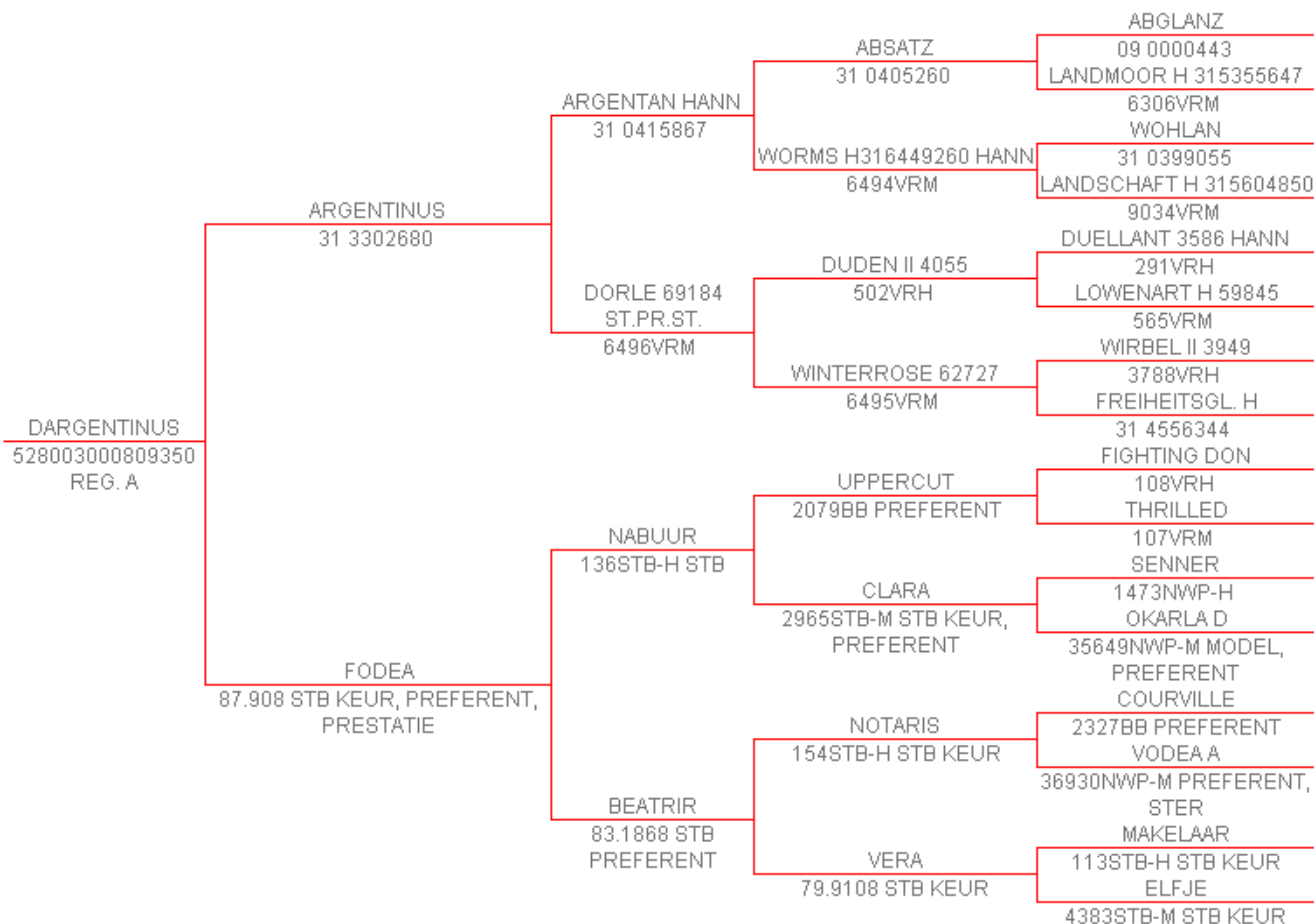 ABGLANZ
ABSATZ
09 0000443
31 0405260
LANDMOOR H 315355647
ARGENTAN HANN
6306VRM
31 0415867
WOHLAN
WORMS H316449260 HANN
31 0399055
6494VRM
LANDSCHAFT H 315604850
ARGENTINUS
9034VRM
31 3302680
DUELLANT 3586 HANN
DUDEN II 4055
291VRH
502VRH
LOWENART H 59845
DORLE 69184
ST.PR.ST.
565VRM
6496VRM
WIRBEL II 3949
WINTERROSE 62727
3788VRH
6495VRM
FREIHEITSGL. H
DARGENTINUS
31 4556344
528003000809350
REG. A
FIGHTING DON
UPPERCUT
108VRH
2079BB PREFERENT
THRILLED
NABUUR
107VRM
136STB-H STB
SENNER
CLARA
1473NWP-H
2965STB-M STB KEUR,
PREFERENT
OKARLA D
35649NWP-M MODEL,
PREFERENT
FODEA
87.908 STB KEUR, PREFERENT,
PRESTATIE
COURVILLE
NOTARIS
2327BB PREFERENT
154STB-H STB KEUR
VODEA A
36930NWP-M PREFERENT,
STER
BEATRIR
83.1868 STB
PREFERENT
MAKELAAR
VERA
113STB-H STB KEUR
79.9108 STB KEUR
ELFJE
4383STB-M STB KEUR